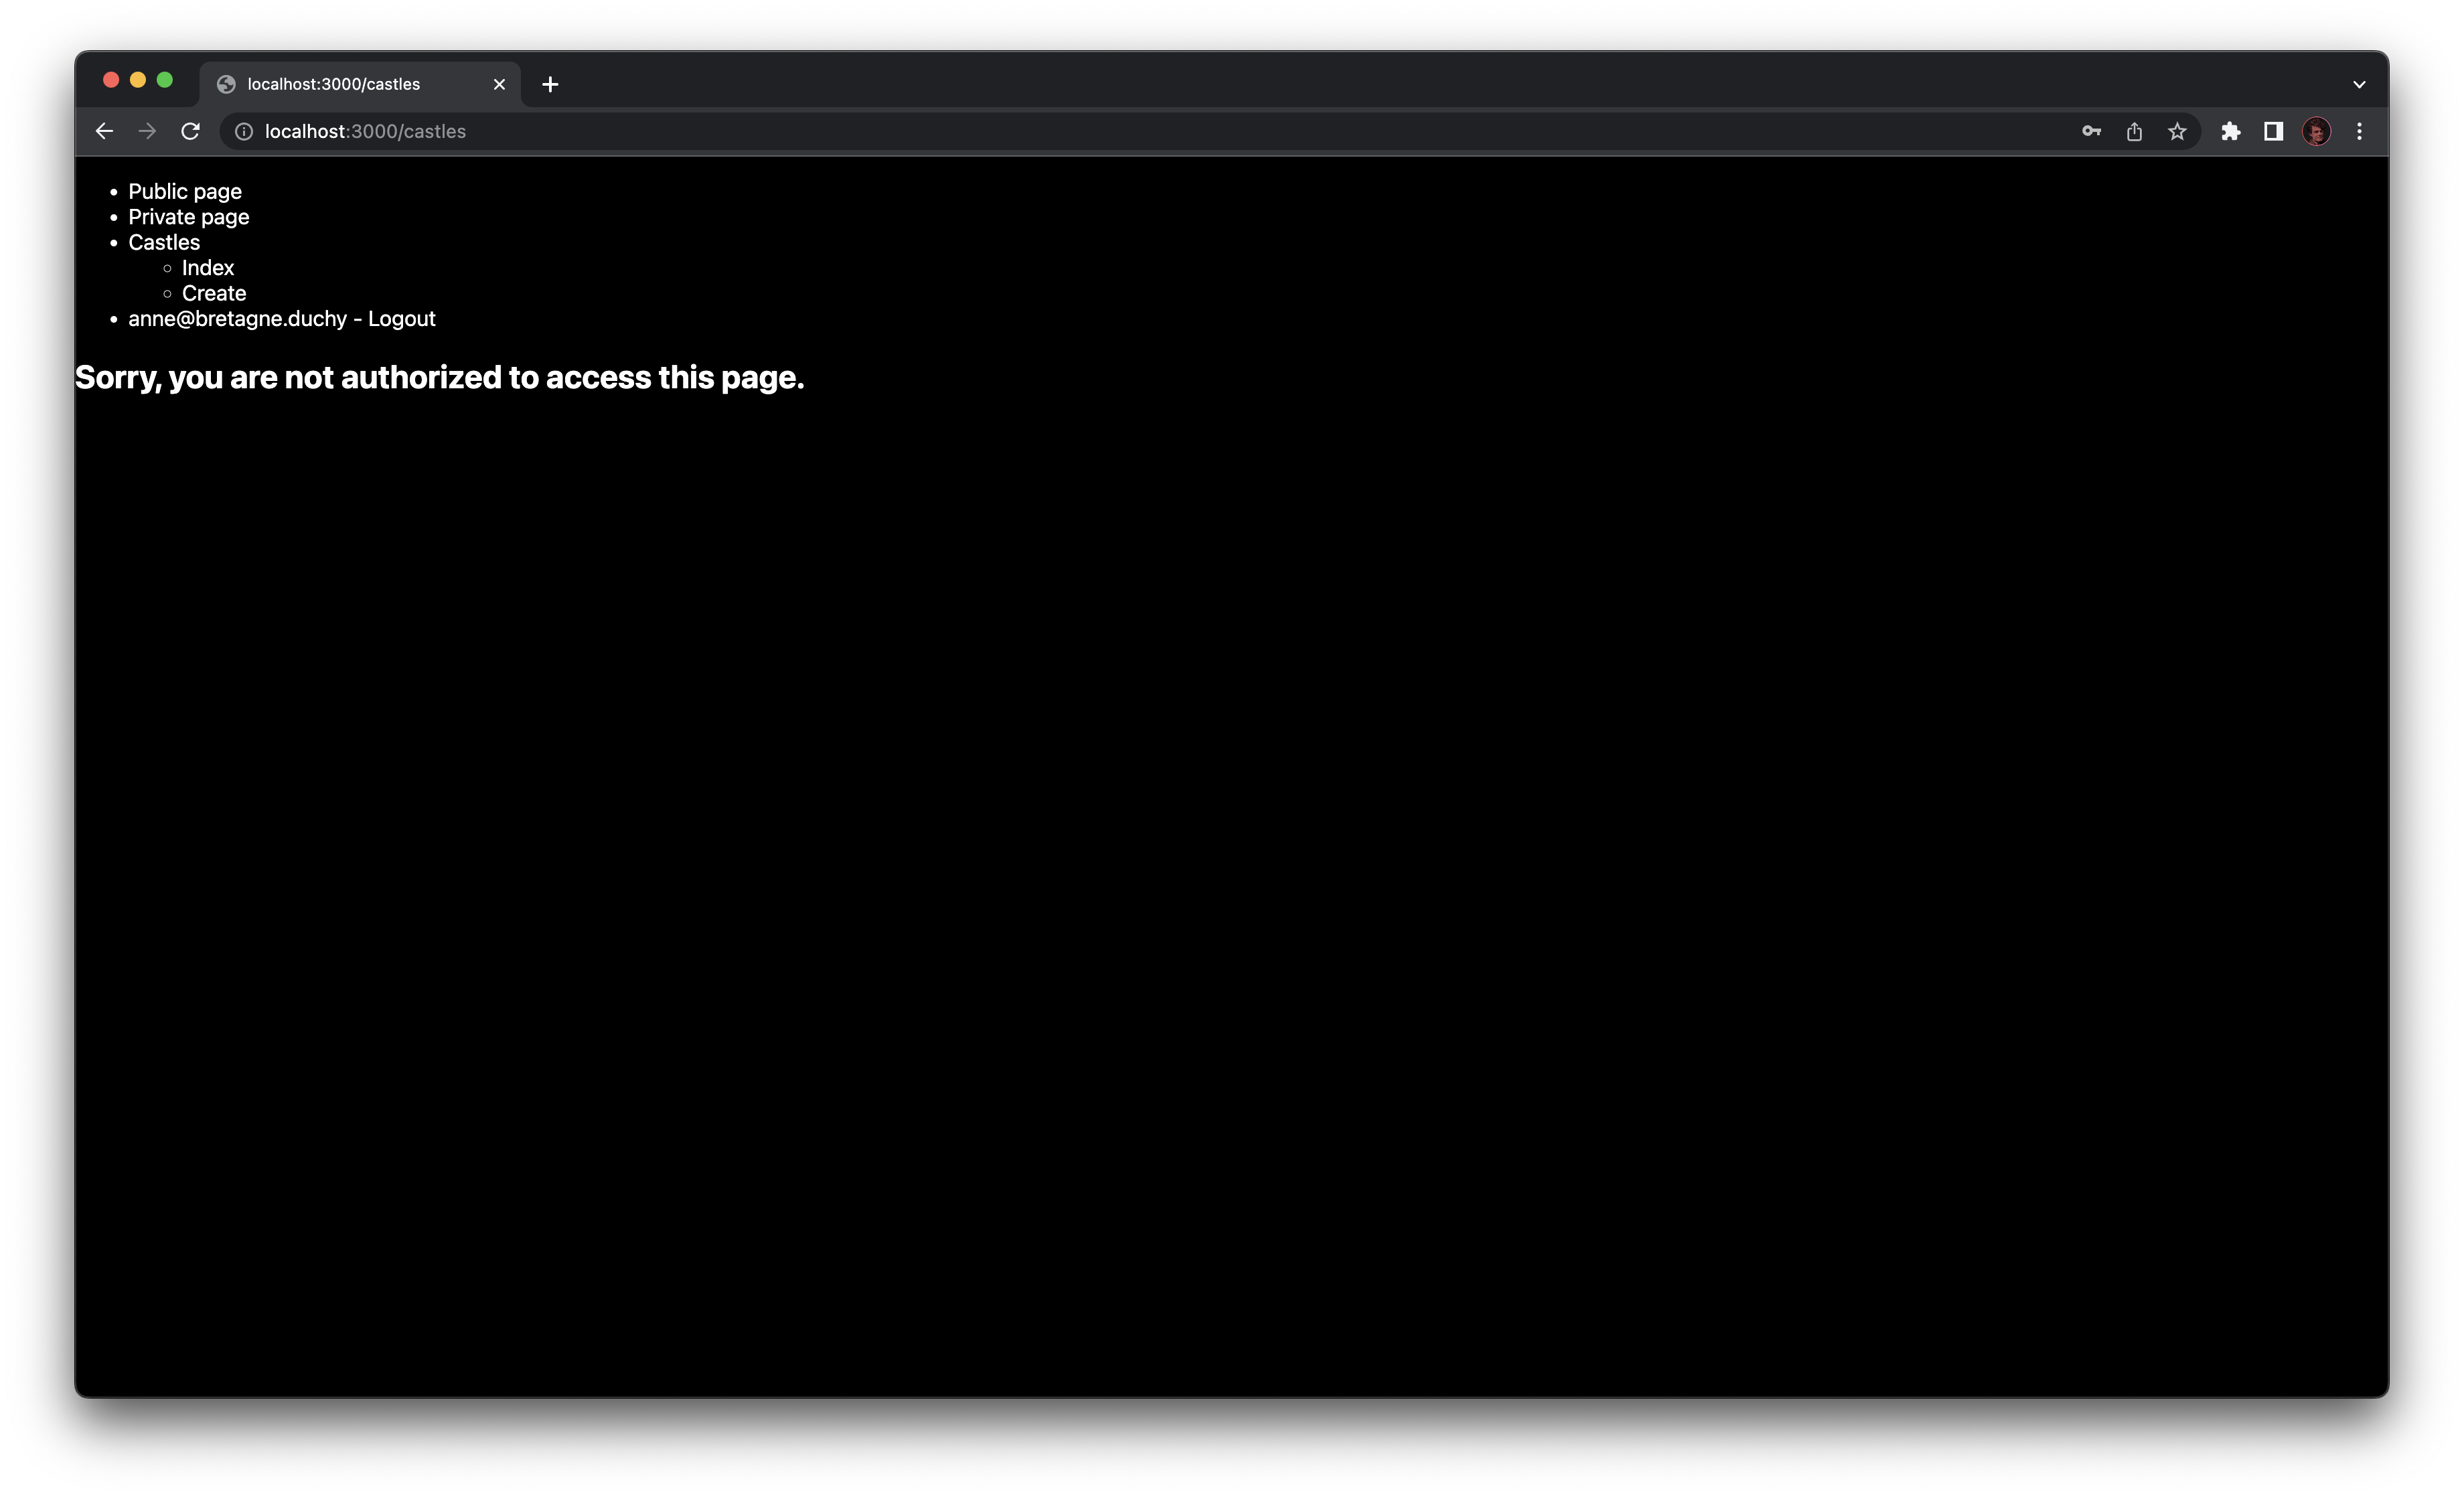 localhost:3000/castles
localhost:3000/castles
Public page
Private page
Castles
Index
Create
anne@bretagne.duchy - Logout
Sorry, you are not authorized to access this page.